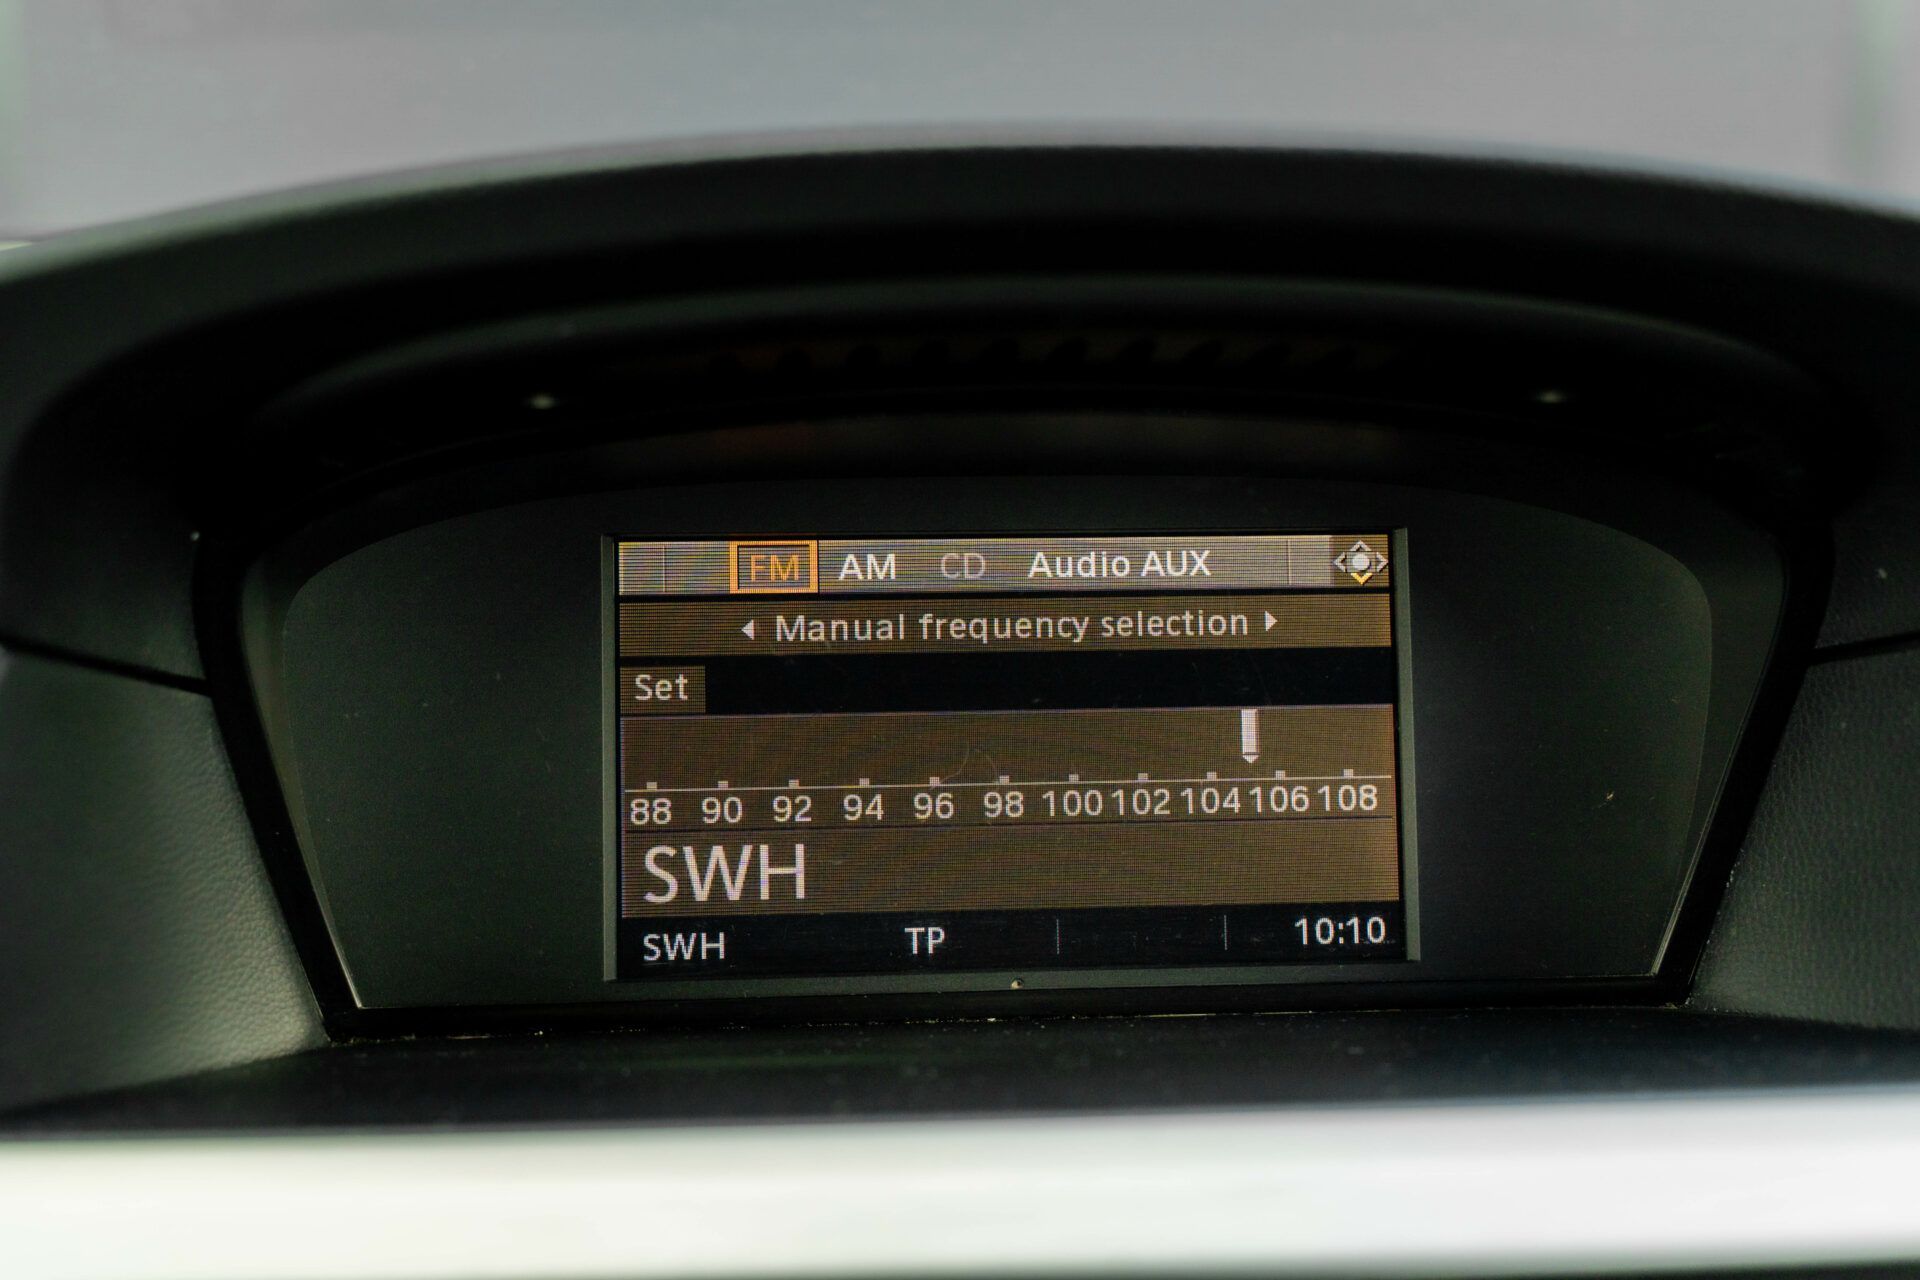 FM AM CD Audio AUX
Manual frequency selection
Set
88 90 92 94 96 98 100 102 104 106 108
SWH
SWH TP 10:10